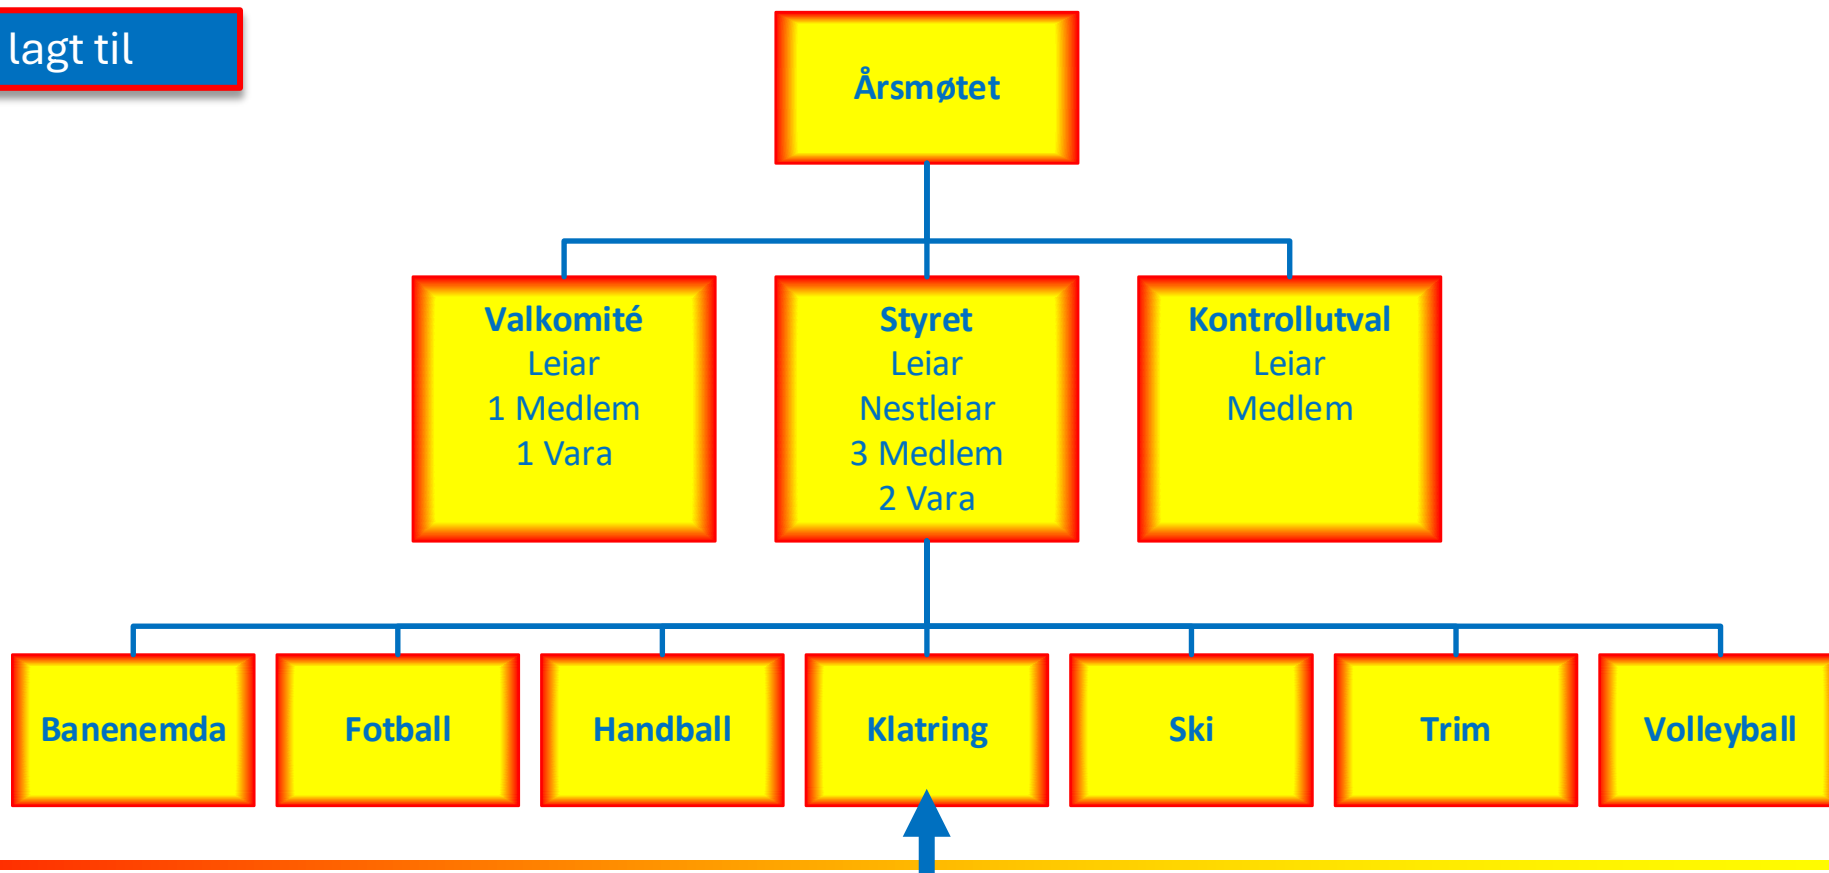 lagt til
Årsmøtet
Valkomité
Leiar
1 Medlem
1 Vara
Styret
Leiar
Nestleiar
3 Medlem
2 Vara
Kontrollutval
Leiar
Medlem
Banenemda
Fotball
Handball
Klatring
Ski
Trim
Volleyball